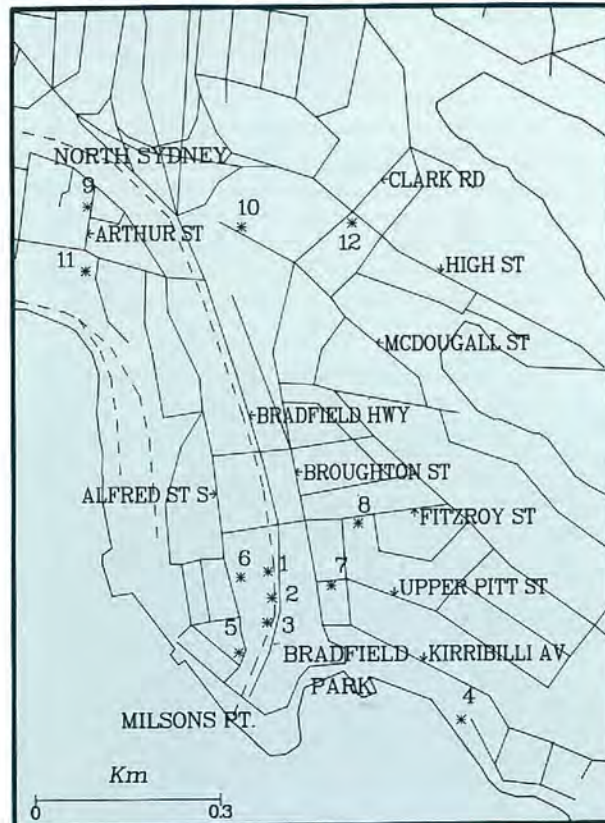 NORTH SYDNEY
CLARK RD
9
10
12
ARTHUR ST
11
HIGH ST
MCDOUGALL ST
BRADFIELD HWY
BROUGHTON ST
ALFRED ST S
8
FITZROY ST
6
1
7
2
UPPER PITT ST
5
3
BRADFIELD
PARK
KIRRIBILLI AV
4
MILSONS PT.
Km
0
0.3